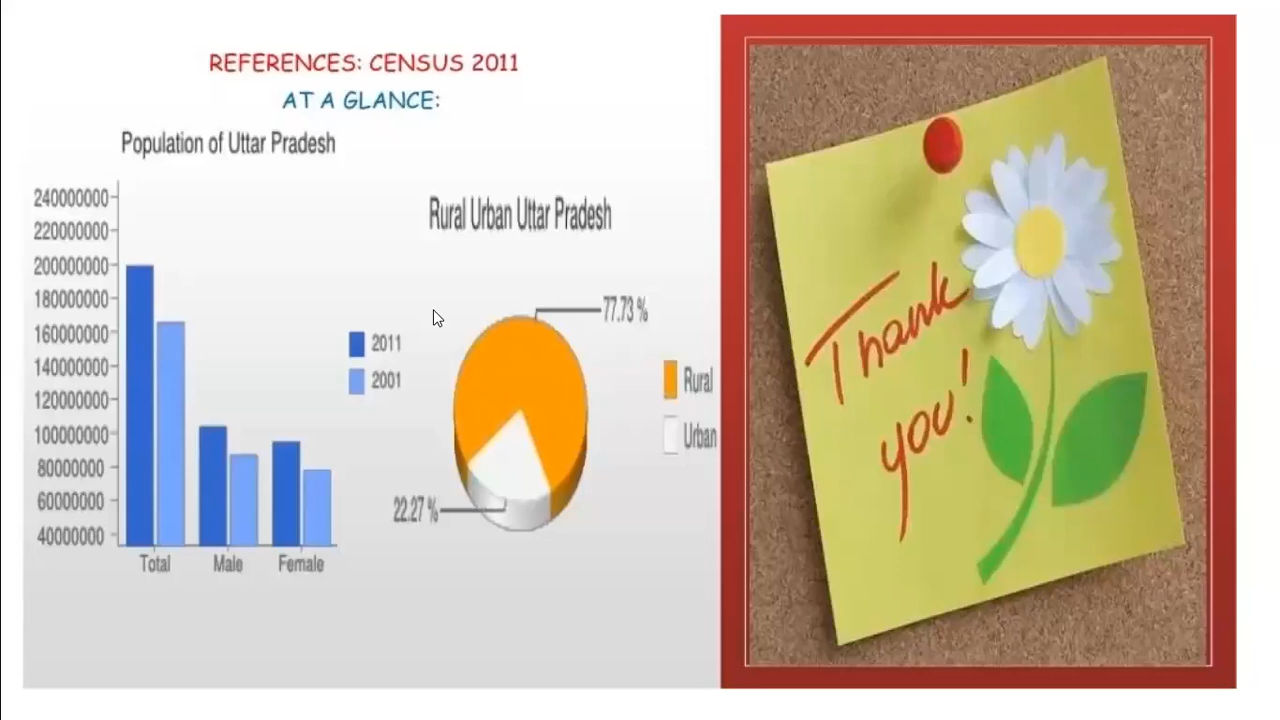 REFERENCES: CENSUS 2011
AT A GLANCE:
Population of Uttar Pradesh
240000000
220000000
200000000
180000000
160000000
140000000
120000000
100000000
80000000
60000000
40000000
Total Male Female
2011
2001
Rural Urban Uttar Pradesh
77.73 %
22.27 %
Rural
Urban
Thank
you!